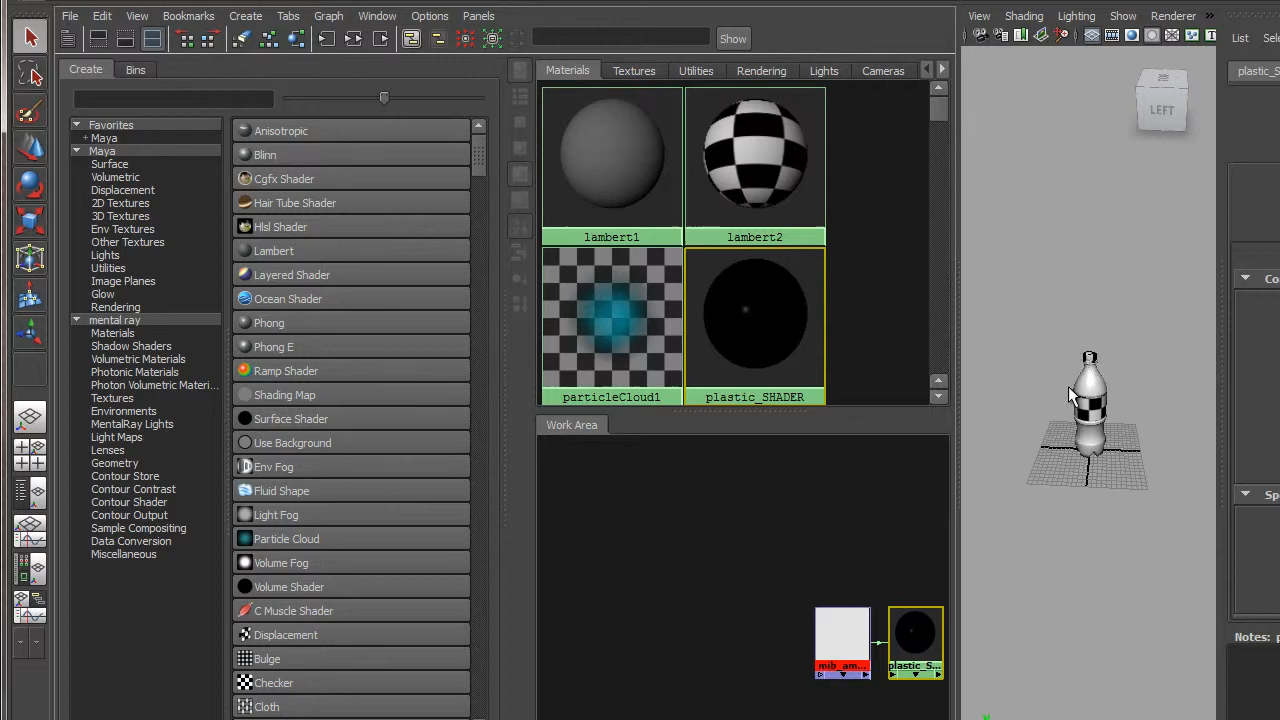 File Edit View Bookmarks Create Tabs Graph Window Options Panels
View Shading Lighting Show Renderer »
List Sele
Show
Create Bins
Materials Textures Utilities Rendering Lights Cameras
plastic_S
LEFT
Favorites
+ Maya
Maya
Surface
Volumetric
Displacement
2D Textures
3D Textures
Env Textures
Other Textures
Lights
Utilities
Image Planes
Glow
Rendering
mental ray
Materials
Shadow Shaders
Volumetric Materials
Photonic Materials
Photon Volumetric Materi...
Textures
Environments
MentalRay Lights
Light Maps
Lenses
Geometry
Contour Store
Contour Contrast
Contour Shader
Contour Output
Sample Compositing
Data Conversion
Miscellaneous
Anisotropic
Blinn
Cgfx Shader
Hair Tube Shader
Hlsl Shader
Lambert
Layered Shader
Ocean Shader
Phong
Phong E
Ramp Shader
Shading Map
Surface Shader
Use Background
Env Fog
Fluid Shape
Light Fog
Particle Cloud
Volume Fog
Volume Shader
C Muscle Shader
Displacement
Bulge
Checker
Cloth
lambert1
lambert2
particleCloud1
plastic_SHADER
Work Area
mib_am...
plastic_S...
Co
Sp
Notes: p